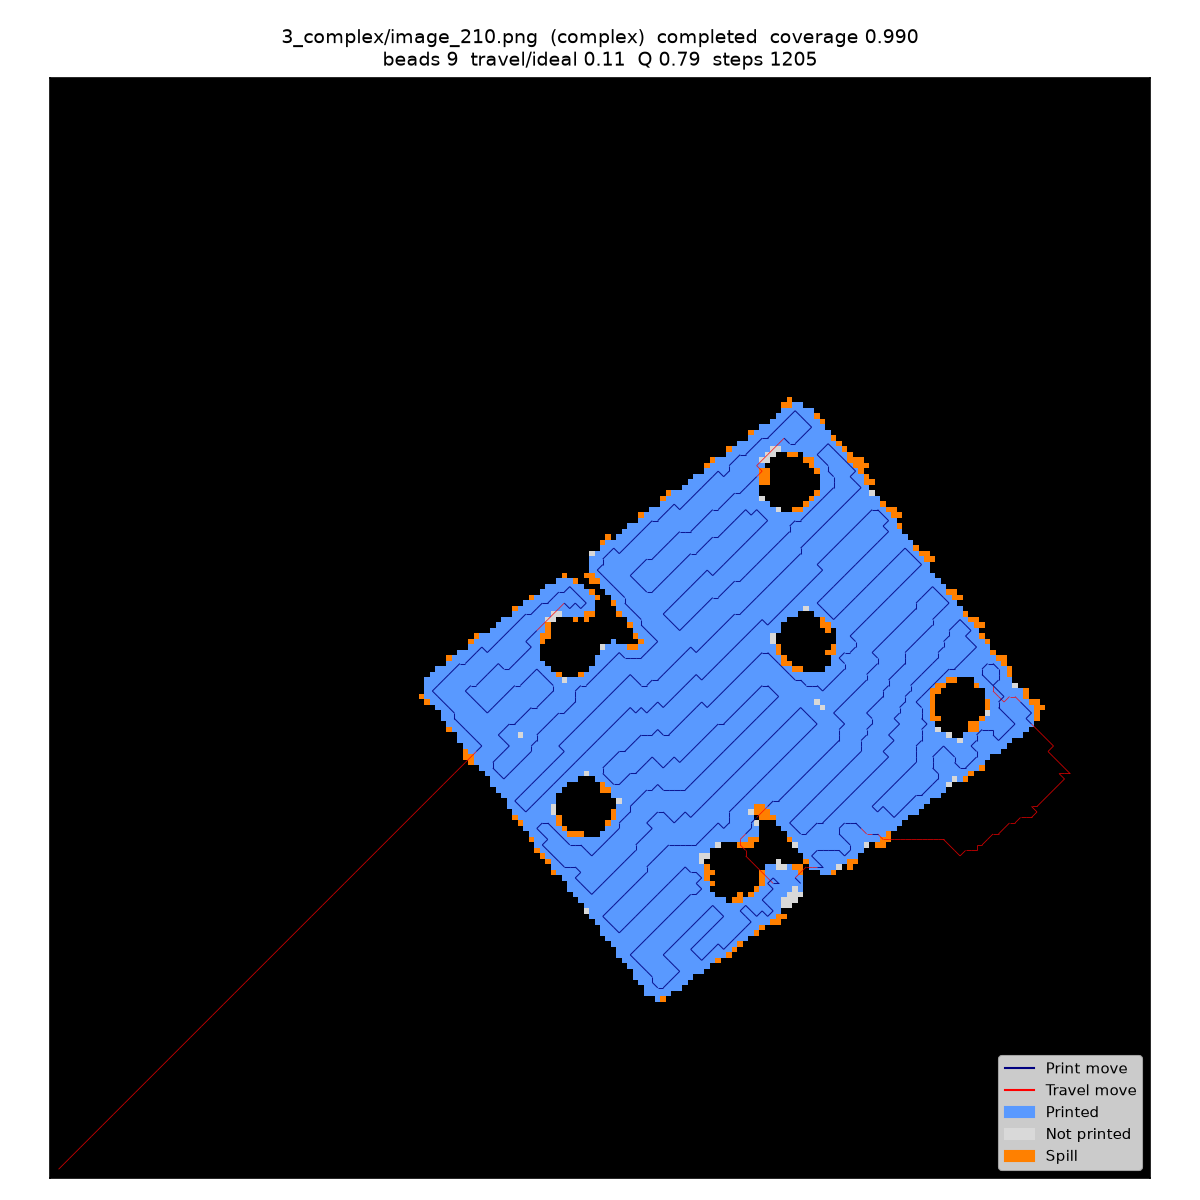 3_complex/image_210.png  (complex)  completed  coverage 0.990
beads 9  travel/ideal 0.11  Q 0.79  steps 1205
Print move
Travel move
Printed
Not printed
Spill